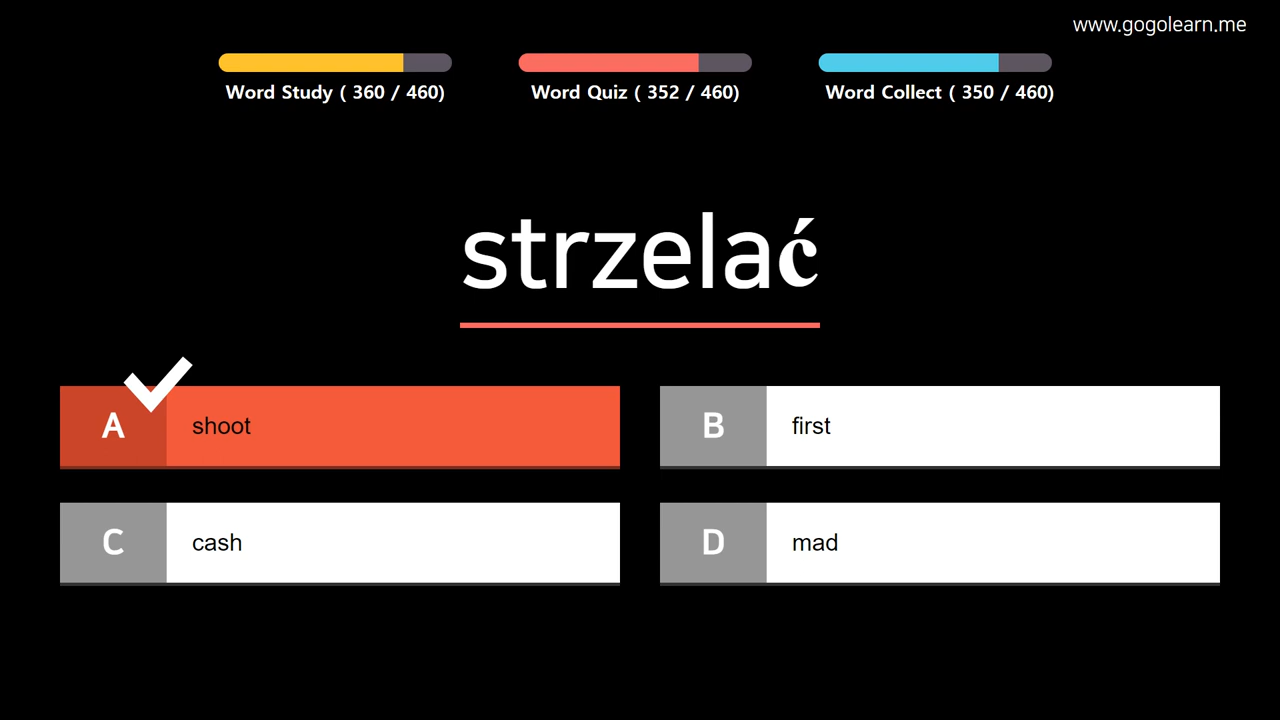 www.gogolearn.me
Word Study ( 360 / 460)
Word Quiz ( 352 / 460)
Word Collect ( 350 / 460)
strzelać
A shoot
B first
C cash
D mad